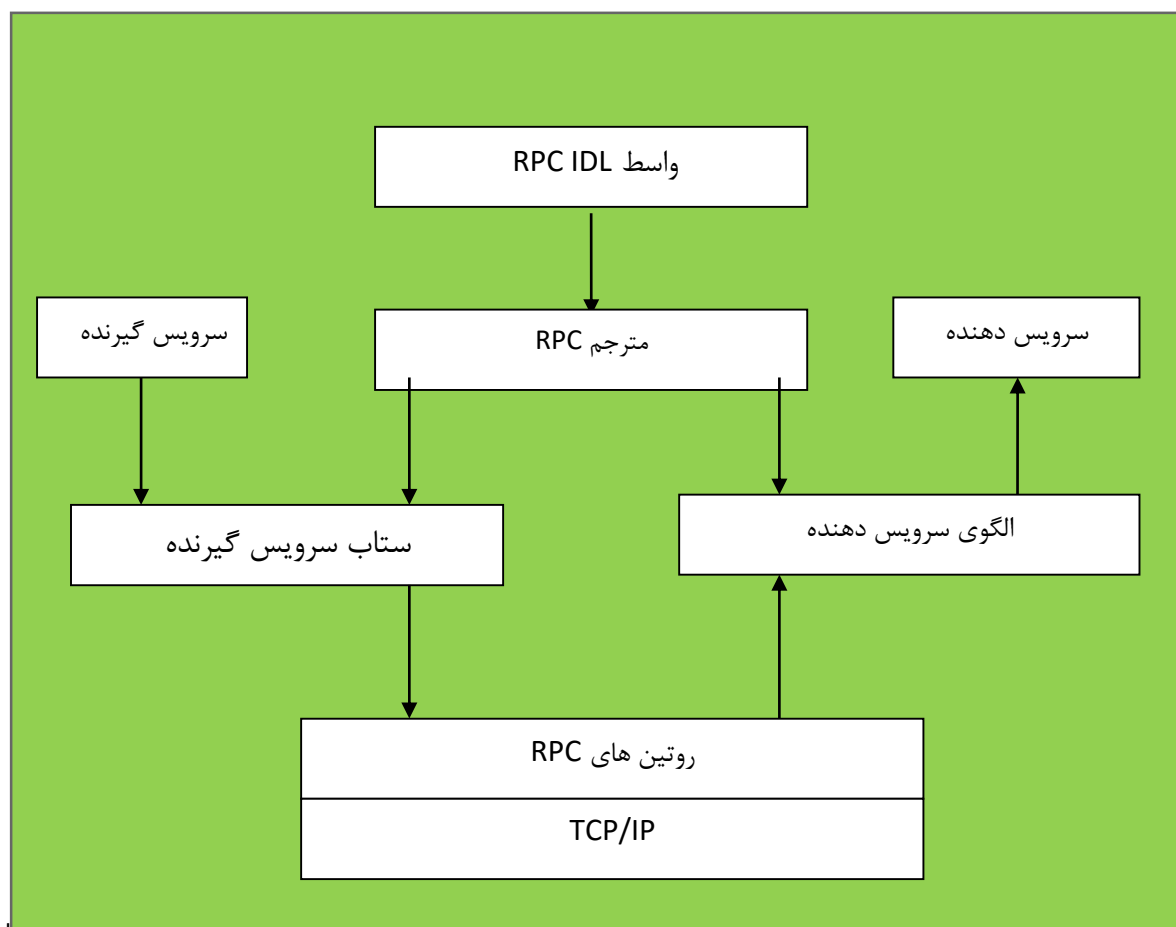 واسط RPC IDL
سرویس گیرنده
مترجم RPC
سرویس دهنده
ستاب سرویس گیرنده
الگوی سرویس دهنده
روتین های RPC
TCP/IP